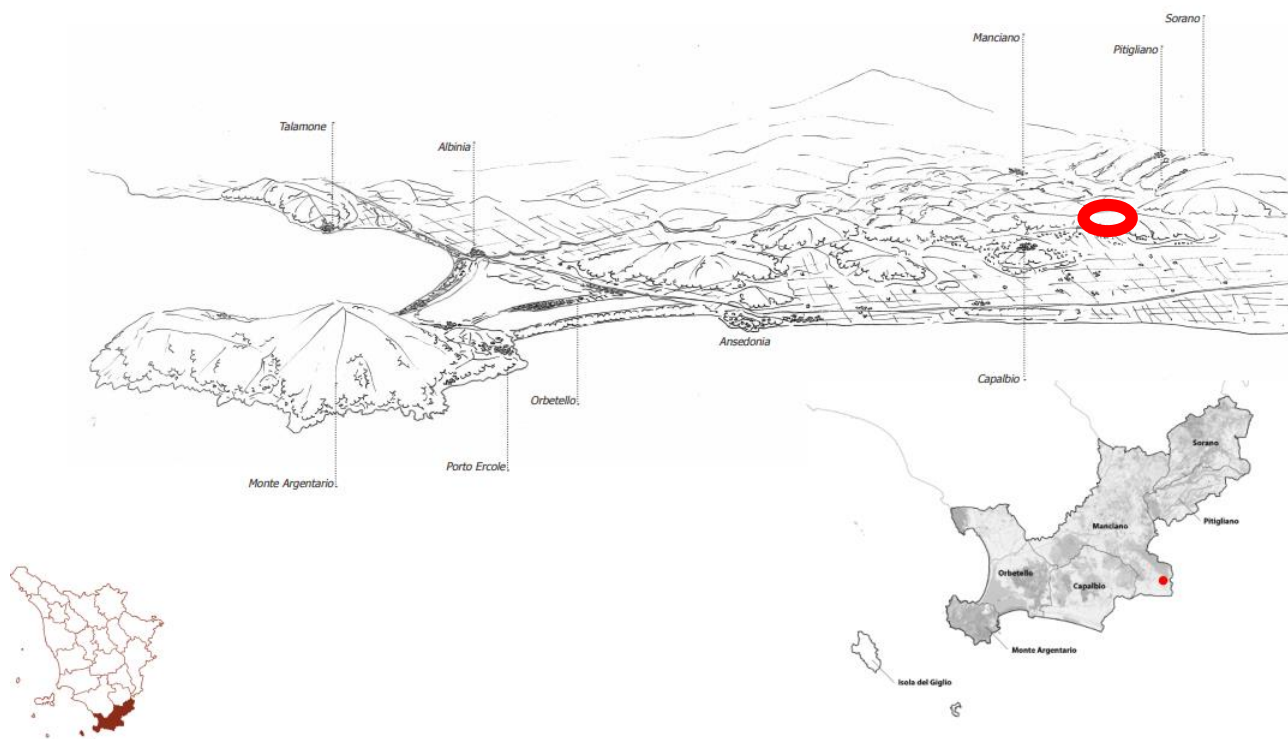 Sorano
Manciano
Pitigliano
Talamone
Albinia
Ansedonia
Capalbio
Orbetello
Porto Ercole
Monte Argentario
Sorano
Pitigliano
Manciano
Orbetello
Capalbio
Monte Argentario
Isola del Giglio